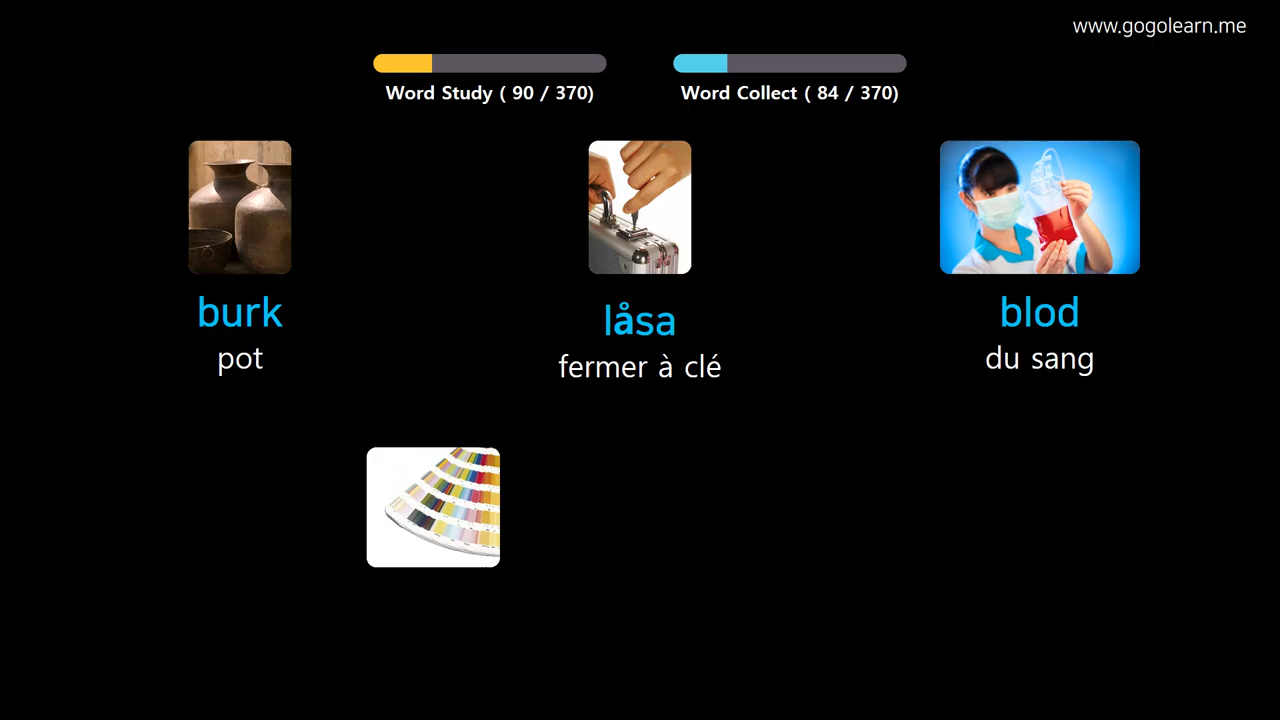 www.gogolearn.me
Word Study ( 90 / 370)
Word Collect ( 84 / 370)
burk
pot
låsa
fermer à clé
blod
du sang